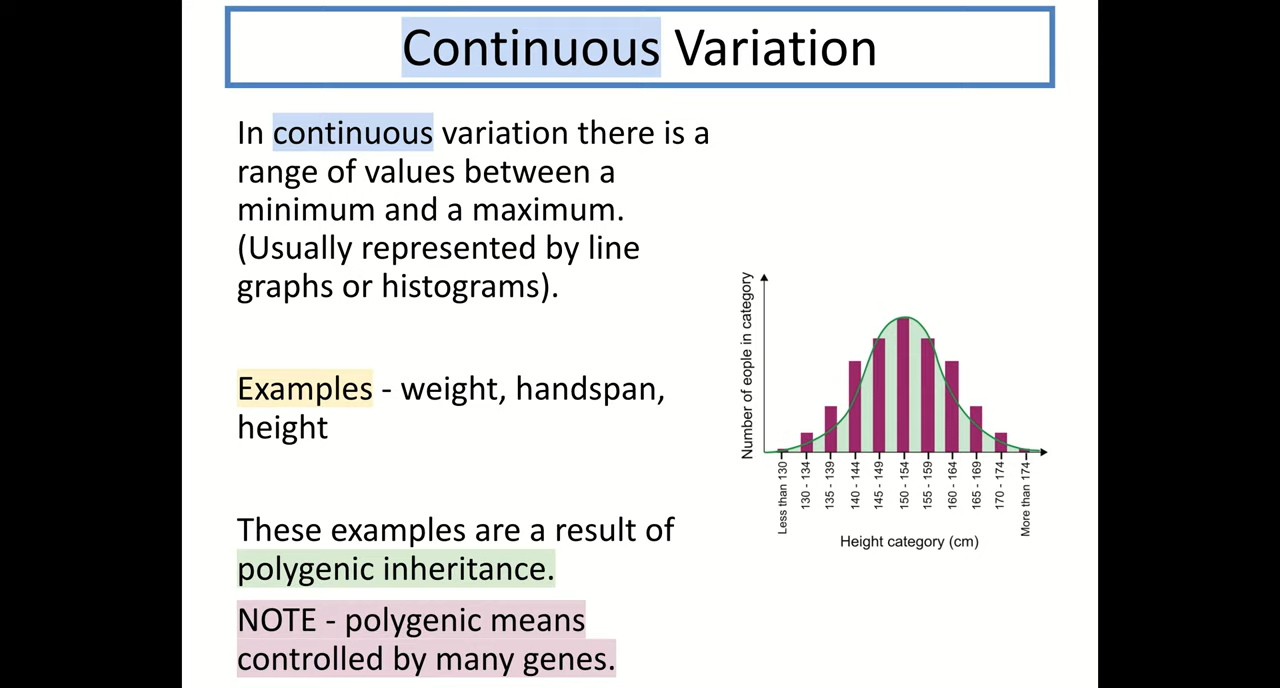 Continuous Variation
In continuous variation there is a
range of values between a
minimum and a maximum.
(Usually represented by line
graphs or histograms).
Examples - weight, handspan,
height
These examples are a result of
polygenic inheritance.
NOTE - polygenic means
controlled by many genes.
Number of eople in category
Less than 130
130 - 134
135 - 139
140 - 144
145 - 149
150 - 154
155 - 159
160 - 164
165 - 169
170 - 174
More than 174
Height category (cm)